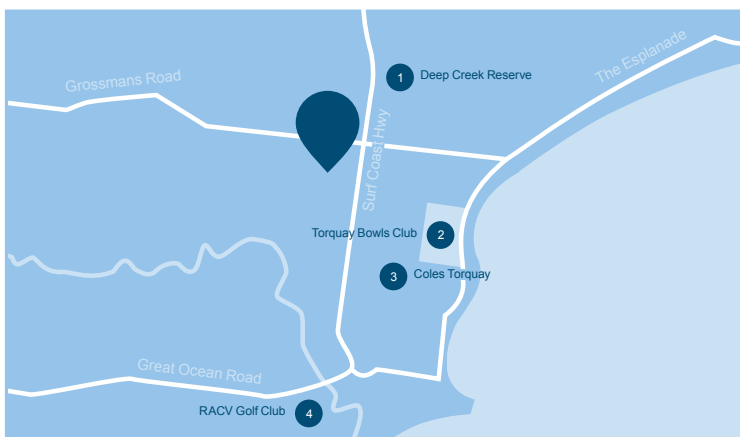 The Esplanade
1 Deep Creek Reserve
Grossmans Road
Surf Coast Hwy
Torquay Bowls Club 2
3 Coles Torquay
Great Ocean Road
RACV Golf Club 4